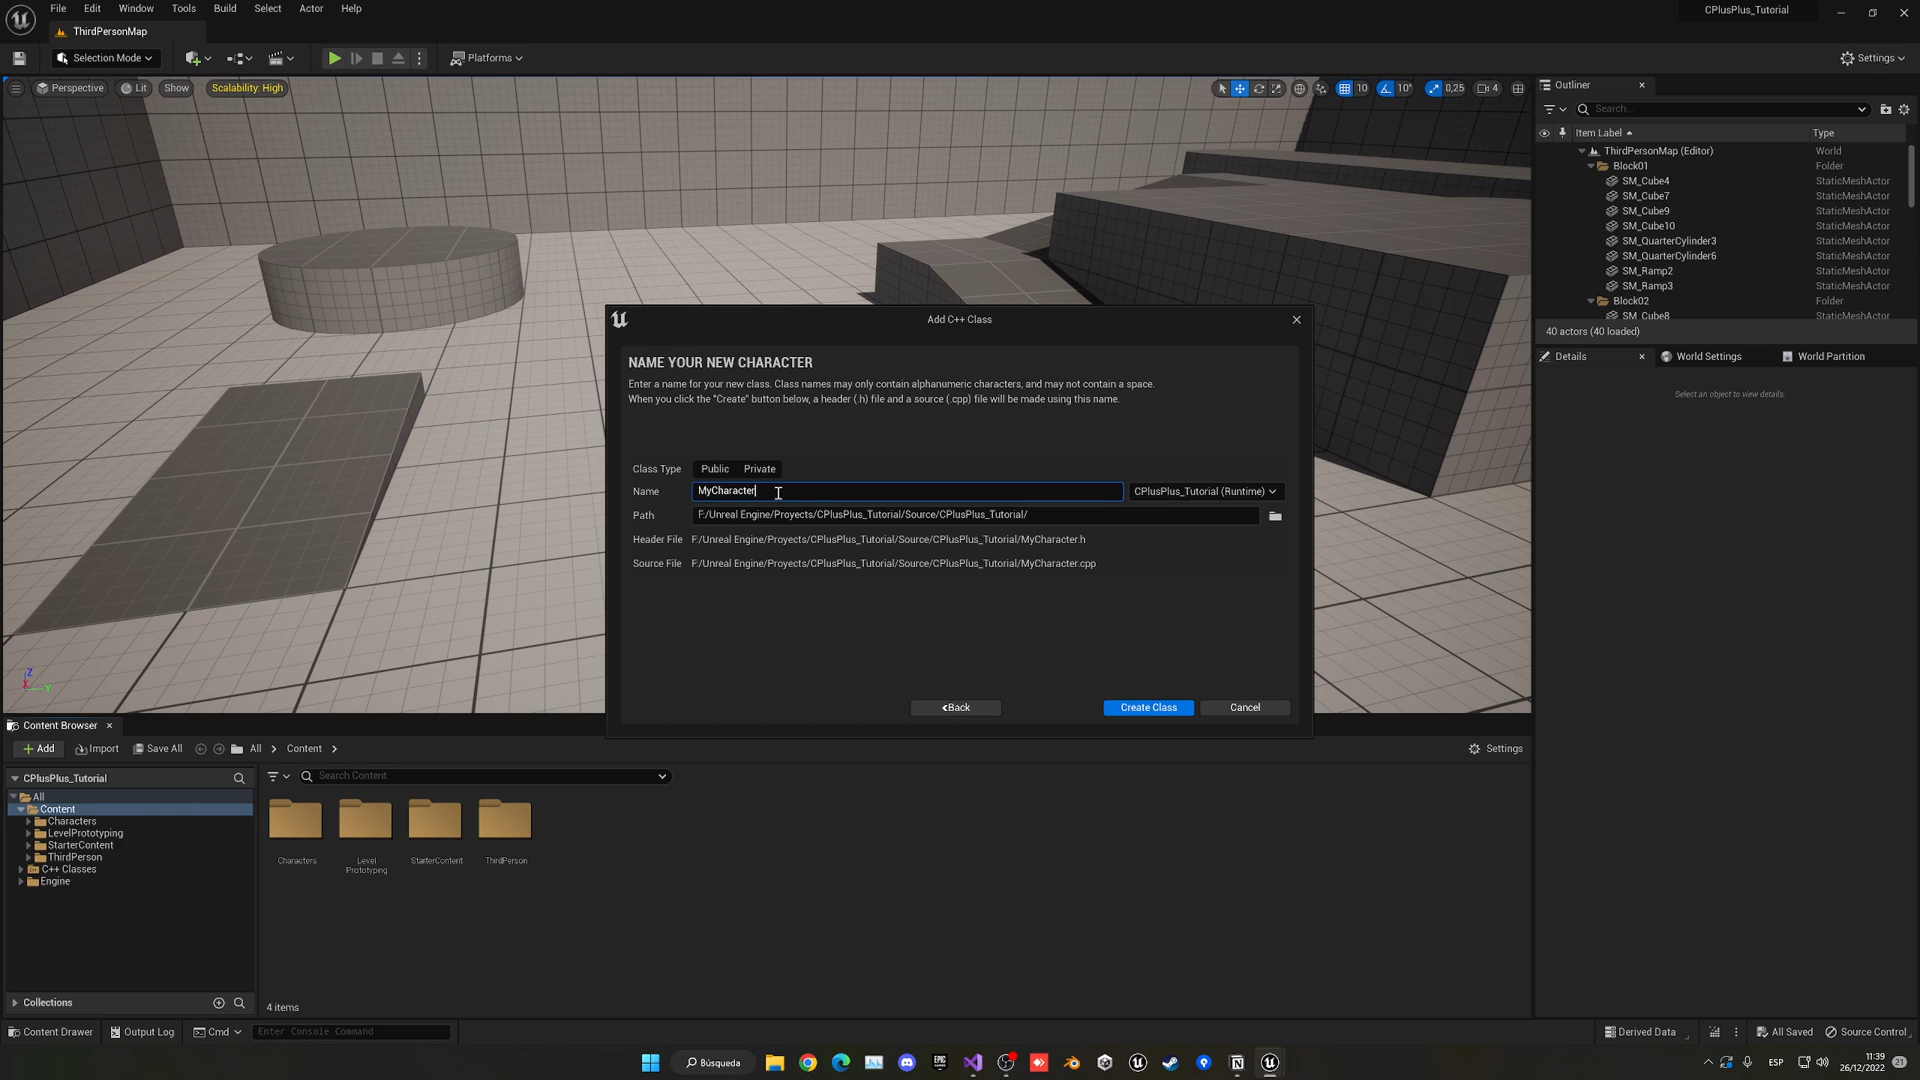 File Edit Window Tools Build Select Actor Help
CPlusPlus_Tutorial
ThirdPersonMap
Selection Mode
Platforms
Settings
Perspective Lit Show Scalability: High
10 10° 0,25 4
Outliner
Search...
Item Label Type
ThirdPersonMap (Editor) World
Block01 Folder
SM_Cube4 StaticMeshActor
SM_Cube7 StaticMeshActor
SM_Cube9 StaticMeshActor
SM_Cube10 StaticMeshActor
SM_QuarterCylinder3 StaticMeshActor
SM_QuarterCylinder6 StaticMeshActor
SM_Ramp2 StaticMeshActor
SM_Ramp3 StaticMeshActor
Block02 Folder
SM_Cube8 StaticMeshActor
40 actors (40 loaded)
Details World Settings World Partition
Select an object to view details.
Add C++ Class
NAME YOUR NEW CHARACTER
Enter a name for your new class. Class names may only contain alphanumeric characters, and may not contain a space.
When you click the "Create" button below, a header (.h) file and a source (.cpp) file will be made using this name.
Class Type Public Private
Name MyCharacter CPlusPlus_Tutorial (Runtime)
Path F:/Unreal Engine/Proyects/CPlusPlus_Tutorial/Source/CPlusPlus_Tutorial/
Header File F:/Unreal Engine/Proyects/CPlusPlus_Tutorial/Source/CPlusPlus_Tutorial/MyCharacter.h
Source File F:/Unreal Engine/Proyects/CPlusPlus_Tutorial/Source/CPlusPlus_Tutorial/MyCharacter.cpp
Back Create Class Cancel
Z
X Y
Content Browser
Add Import Save All All Content Settings
CPlusPlus_Tutorial
Search Content
All
Content
Characters
LevelPrototyping
StarterContent
ThirdPerson
C++ Classes
Engine
Characters
Level
Prototyping
StarterContent
ThirdPerson
Collections
4 items
Content Drawer Output Log Cmd Enter Console Command
Derived Data All Saved Source Control
Búsqueda
EPIC GAMES
ESP
11:39
26/12/2022
21